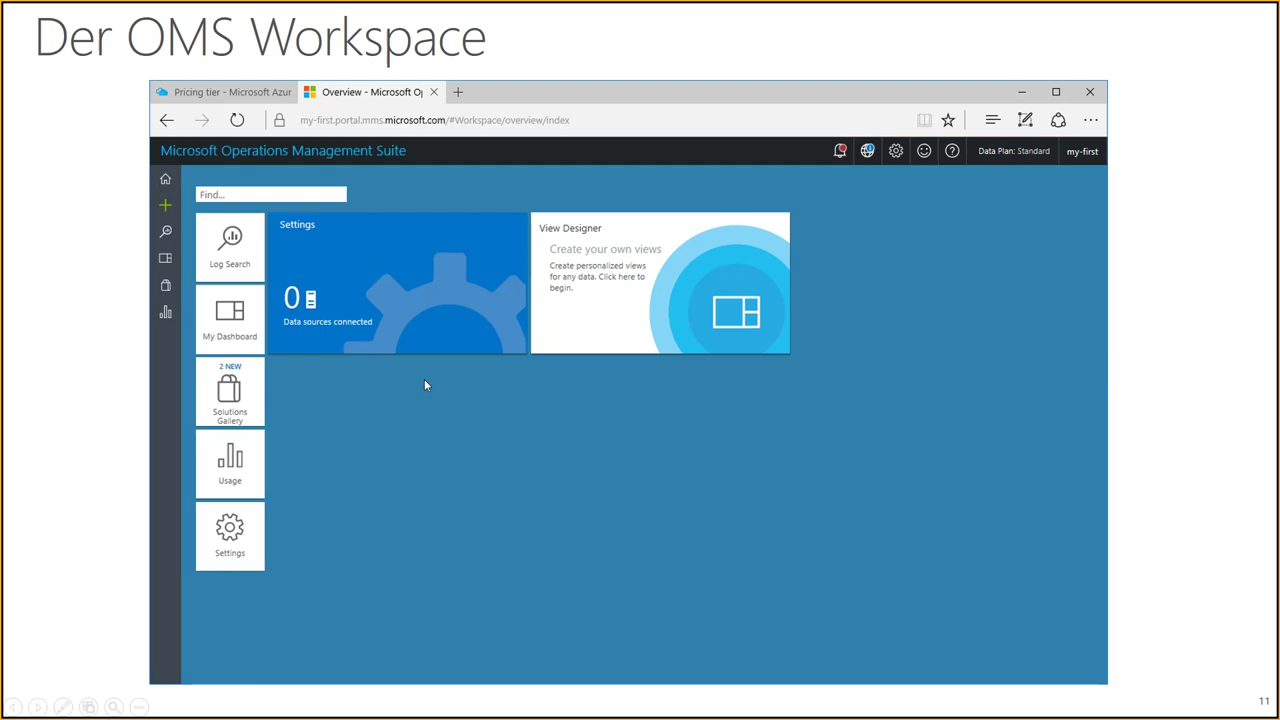 Der OMS Workspace
Pricing tier - Microsoft Azur
Overview - Microsoft Op
my-first.portal.mms.microsoft.com/#Workspace/overview/index
Microsoft Operations Management Suite
Data Plan: Standard
my-first
Find...
Log Search
Settings
0
Data sources connected
View Designer
Create your own views
Create personalized views
for any data. Click here to
begin.
My Dashboard
2 NEW
Solutions
Gallery
Usage
Settings
11